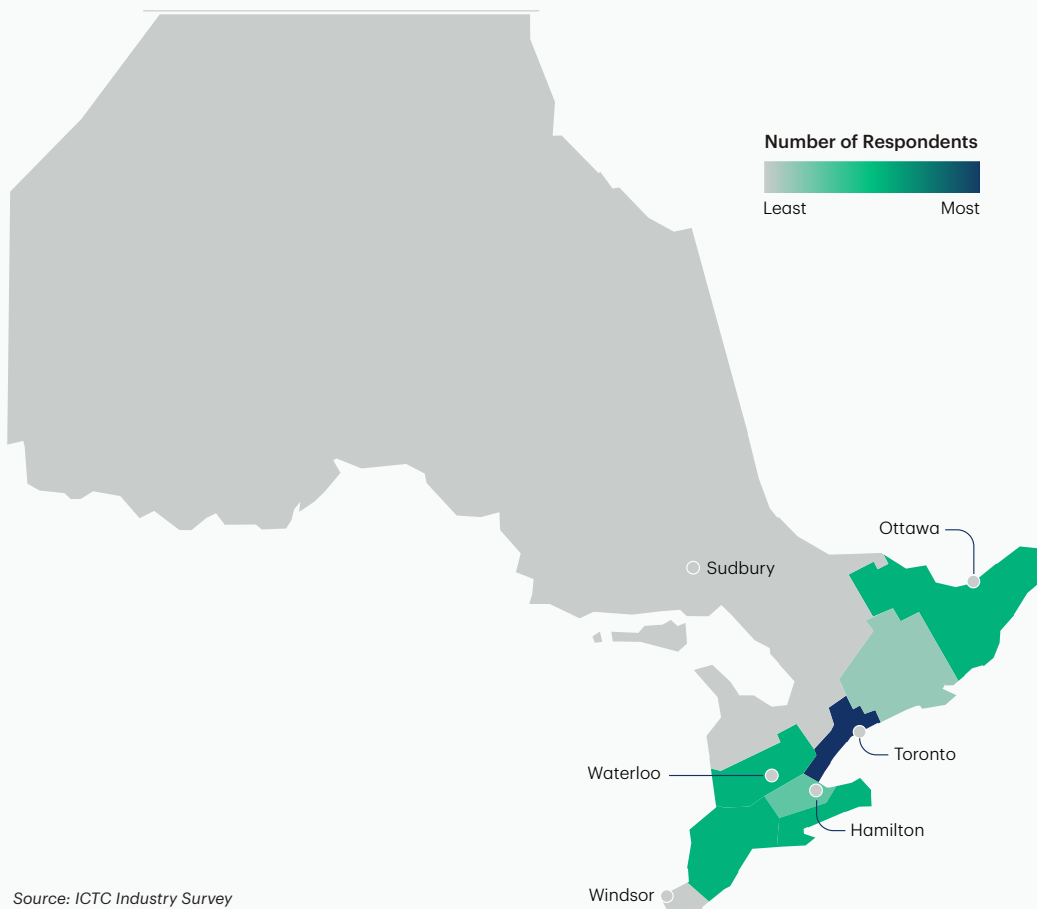 Number of Respondents
Least Most
Ottawa
Sudbury
Toronto
Waterloo
Hamilton
Windsor
Source: ICTC Industry Survey